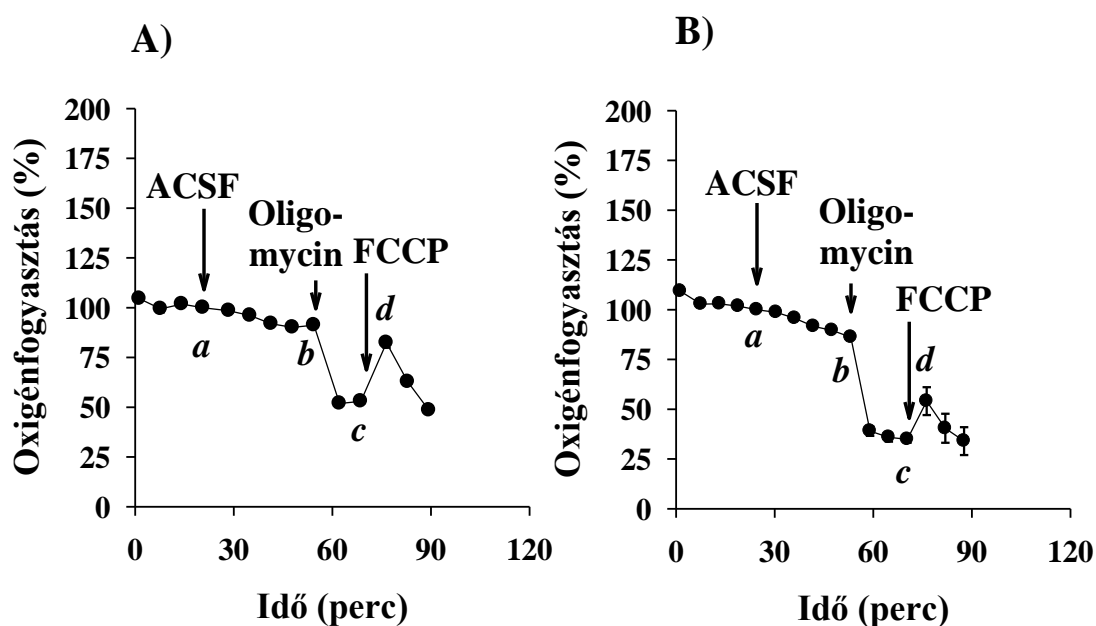 A)
Oxigénfogyasztás (%)
200
175
150
125
100
75
50
25
0
ACSF
Oligo-
mycin
FCCP
a
b
c
d
0 30 60 90 120
Idő (perc)
B)
Oxigénfogyasztás (%)
200
175
150
125
100
75
50
25
0
ACSF
Oligo-
mycin
FCCP
a
b
c
d
0 30 60 90 120
Idő (perc)